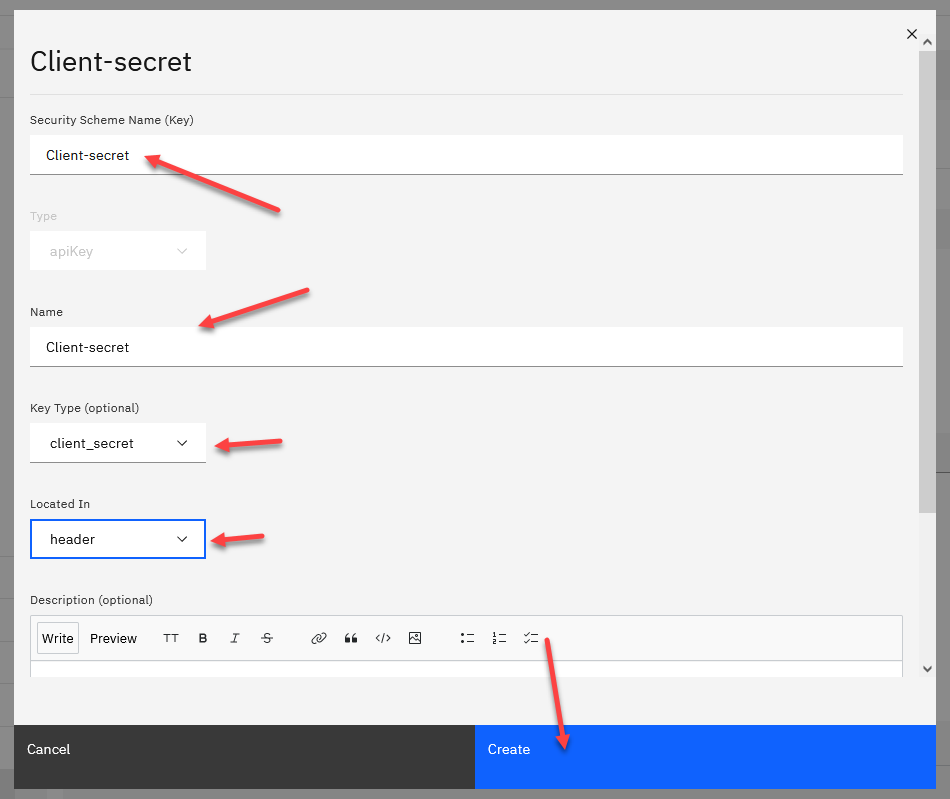 Client-secret
Security Scheme Name (Key)
Client-secret
Type
apiKey
Name
Client-secret
Key Type (optional)
client_secret
Located In
header
Description (optional)
Write Preview TT B I S
Cancel Create